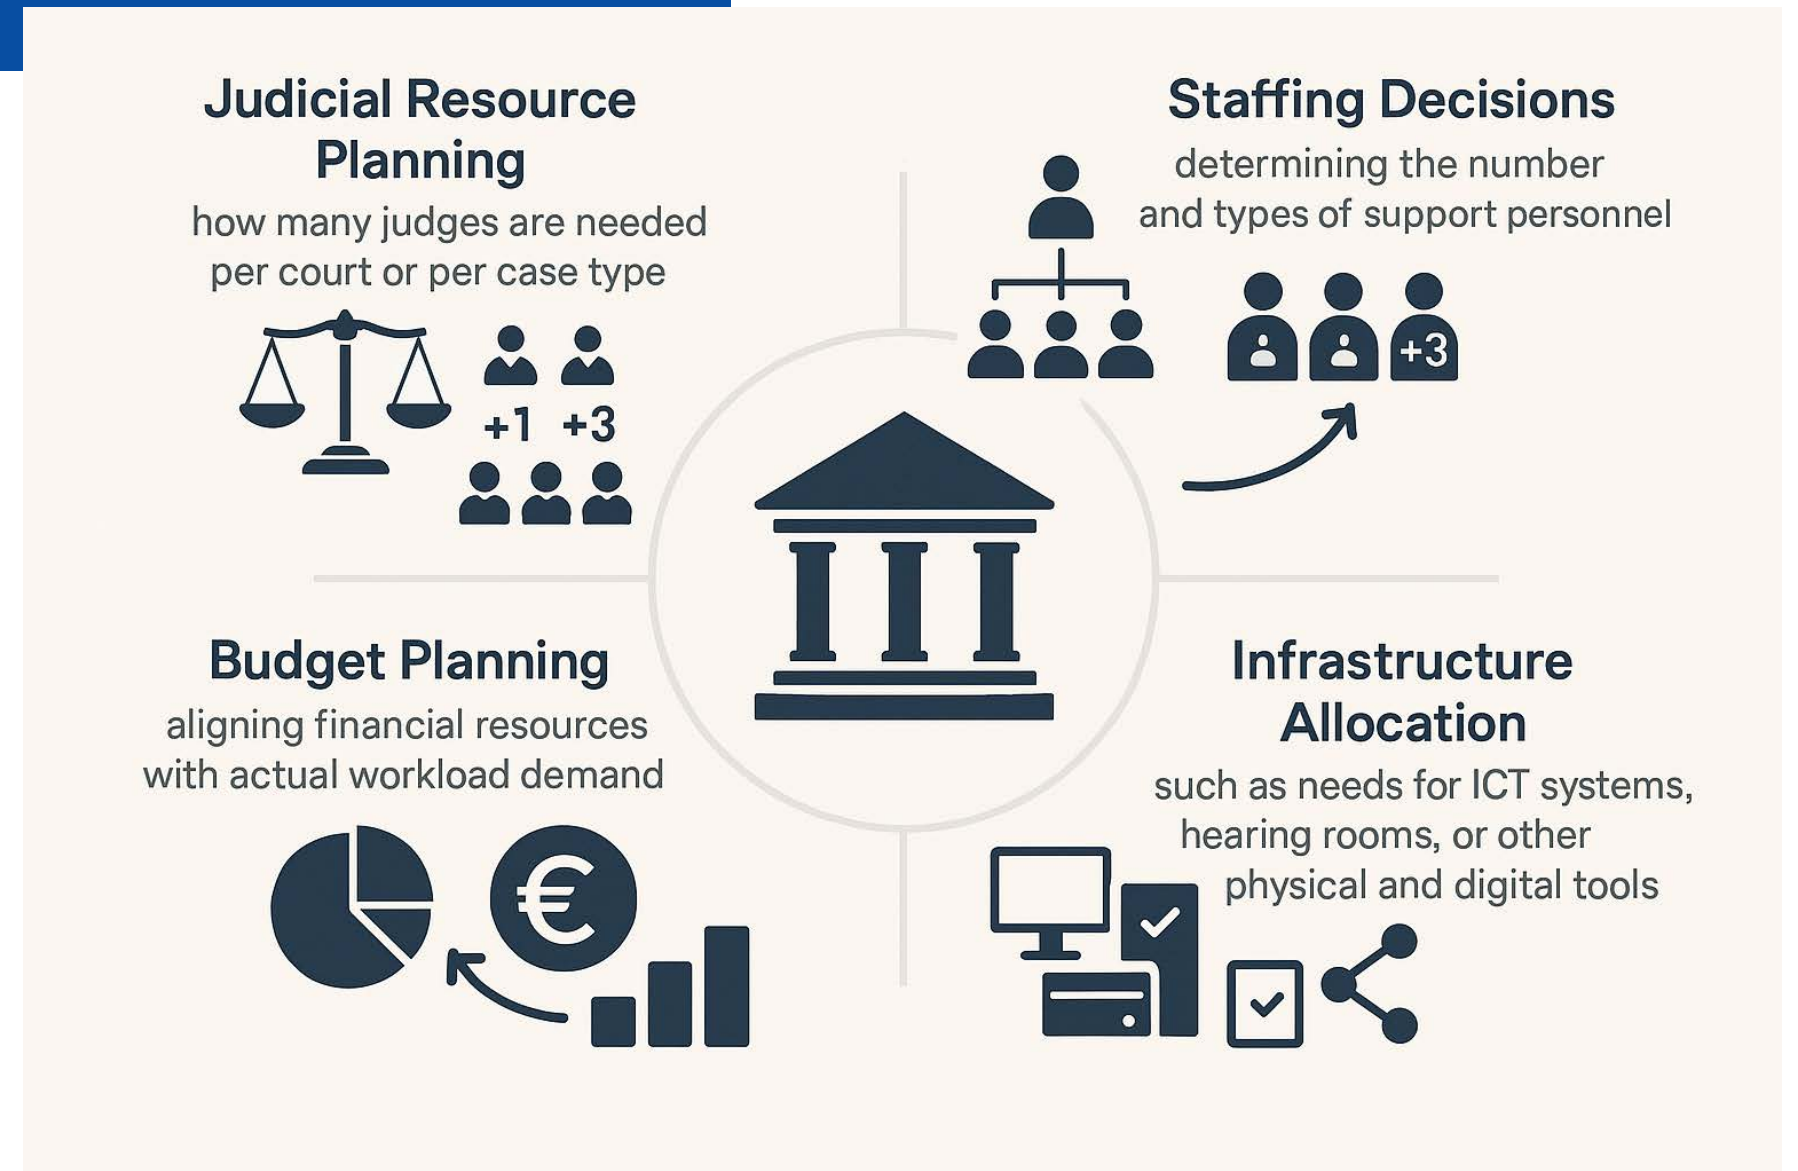 Judicial Resource
Planning
how many judges are needed
per court or per case type
+1 +3
Staffing Decisions
determining the number
and types of support personnel
+3
Budget Planning
aligning financial resources
with actual workload demand
€
Infrastructure
Allocation
such as needs for ICT systems,
hearing rooms, or other
physical and digital tools